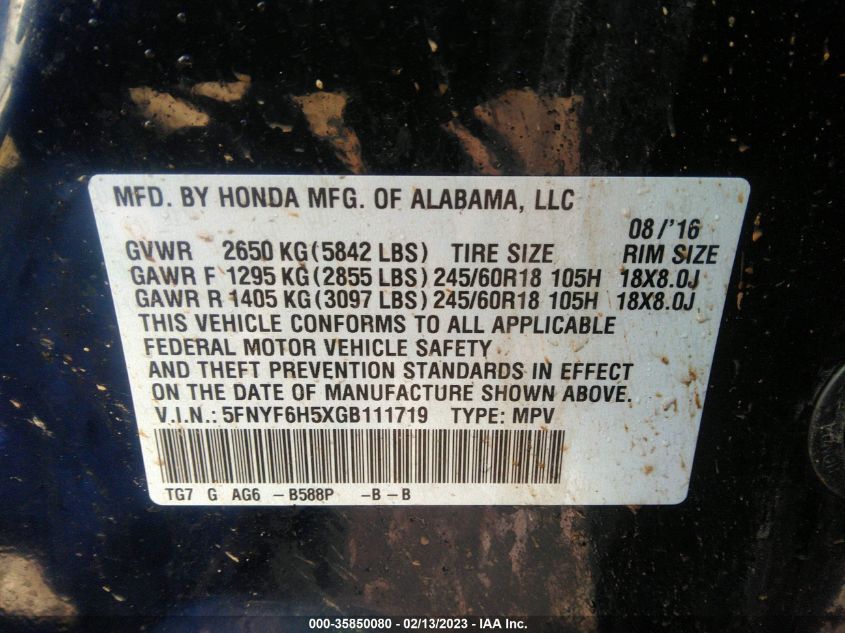 MFD. BY HONDA MFG. OF ALABAMA, LLC
08/'16
GVWR 2650 KG(5842 LBS) TIRE SIZE RIM SIZE
GAWR F 1295 KG(2855 LBS) 245/60R18 105H 18X8.0J
GAWR R 1405 KG(3097 LBS) 245/60R18 105H 18X8.0J
THIS VEHICLE CONFORMS TO ALL APPLICABLE
FEDERAL MOTOR VEHICLE SAFETY
AND THEFT PREVENTION STANDARDS IN EFFECT
ON THE DATE OF MANUFACTURE SHOWN ABOVE.
V.I.N.: 5FNYF6H5XGB111719 TYPE: MPV
TG7 G AG6 -B588P -B-B
000-35850080 - 02/13/2023 - IAA Inc.